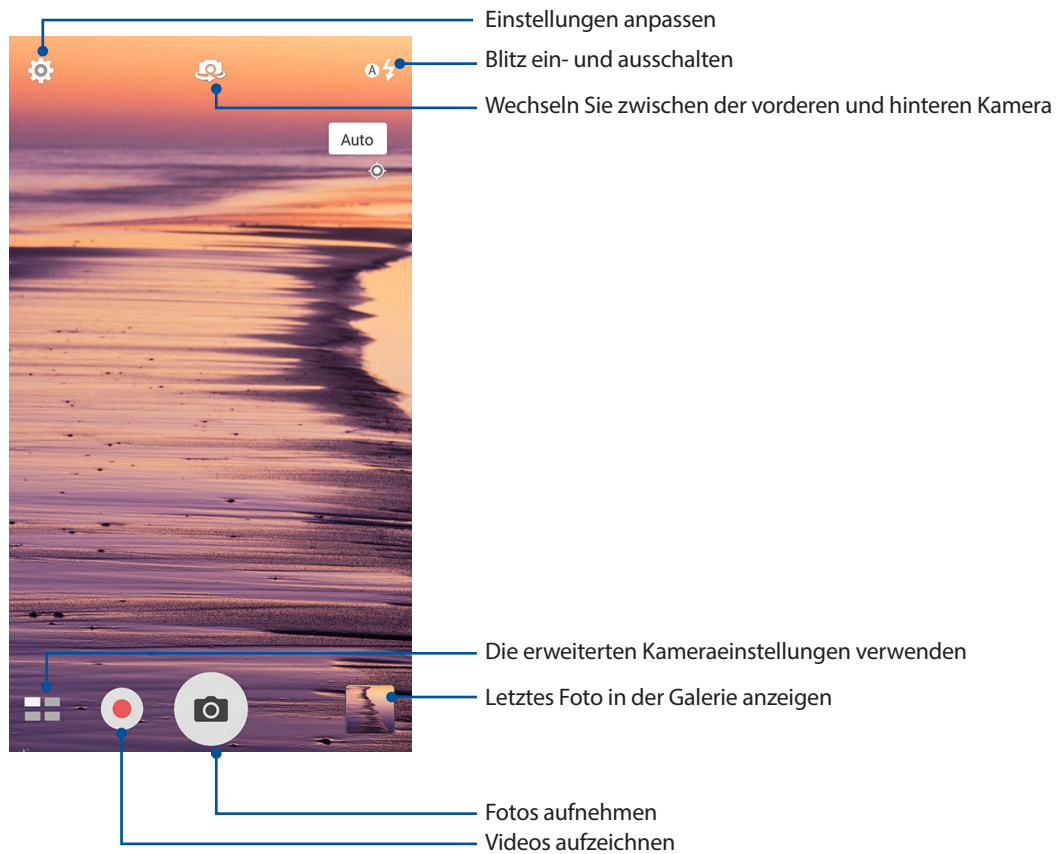 Einstellungen anpassen
Blitz ein- und ausschalten
A
Wechseln Sie zwischen der vorderen und hinteren Kamera
Auto
Die erweiterten Kameraeinstellungen verwenden
Letztes Foto in der Galerie anzeigen
Fotos aufnehmen
Videos aufzeichnen